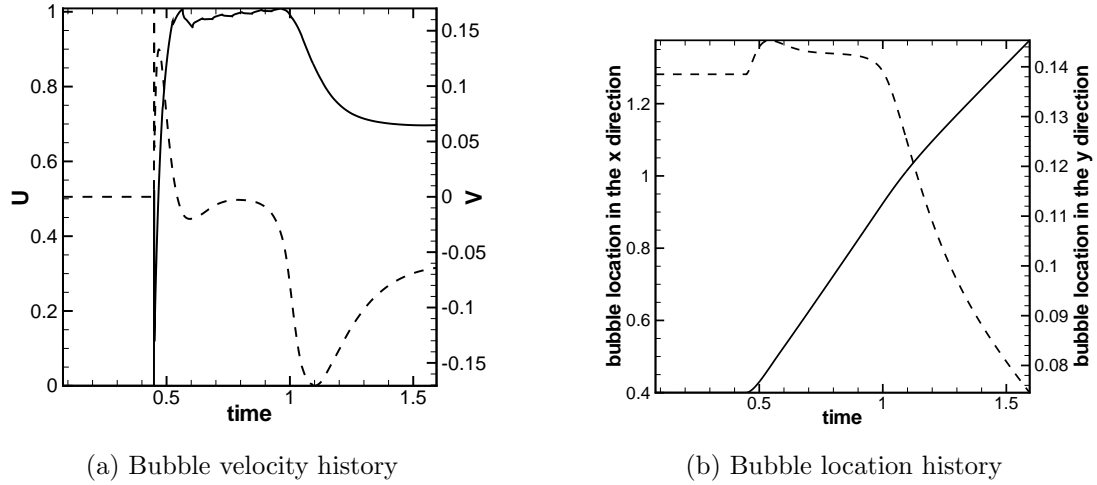 1
0.8
0.6
0.4
0.2
0
U
0.15
0.1
0.05
0
-0.05
-0.1
-0.15
V
0.5 1 1.5
time
(a) Bubble velocity history
1.2
1
0.8
0.6
0.4
bubble location in the x direction
0.14
0.13
0.12
0.11
0.1
0.09
0.08
bubble location in the y direction
0.5 1 1.5
time
(b) Bubble location history